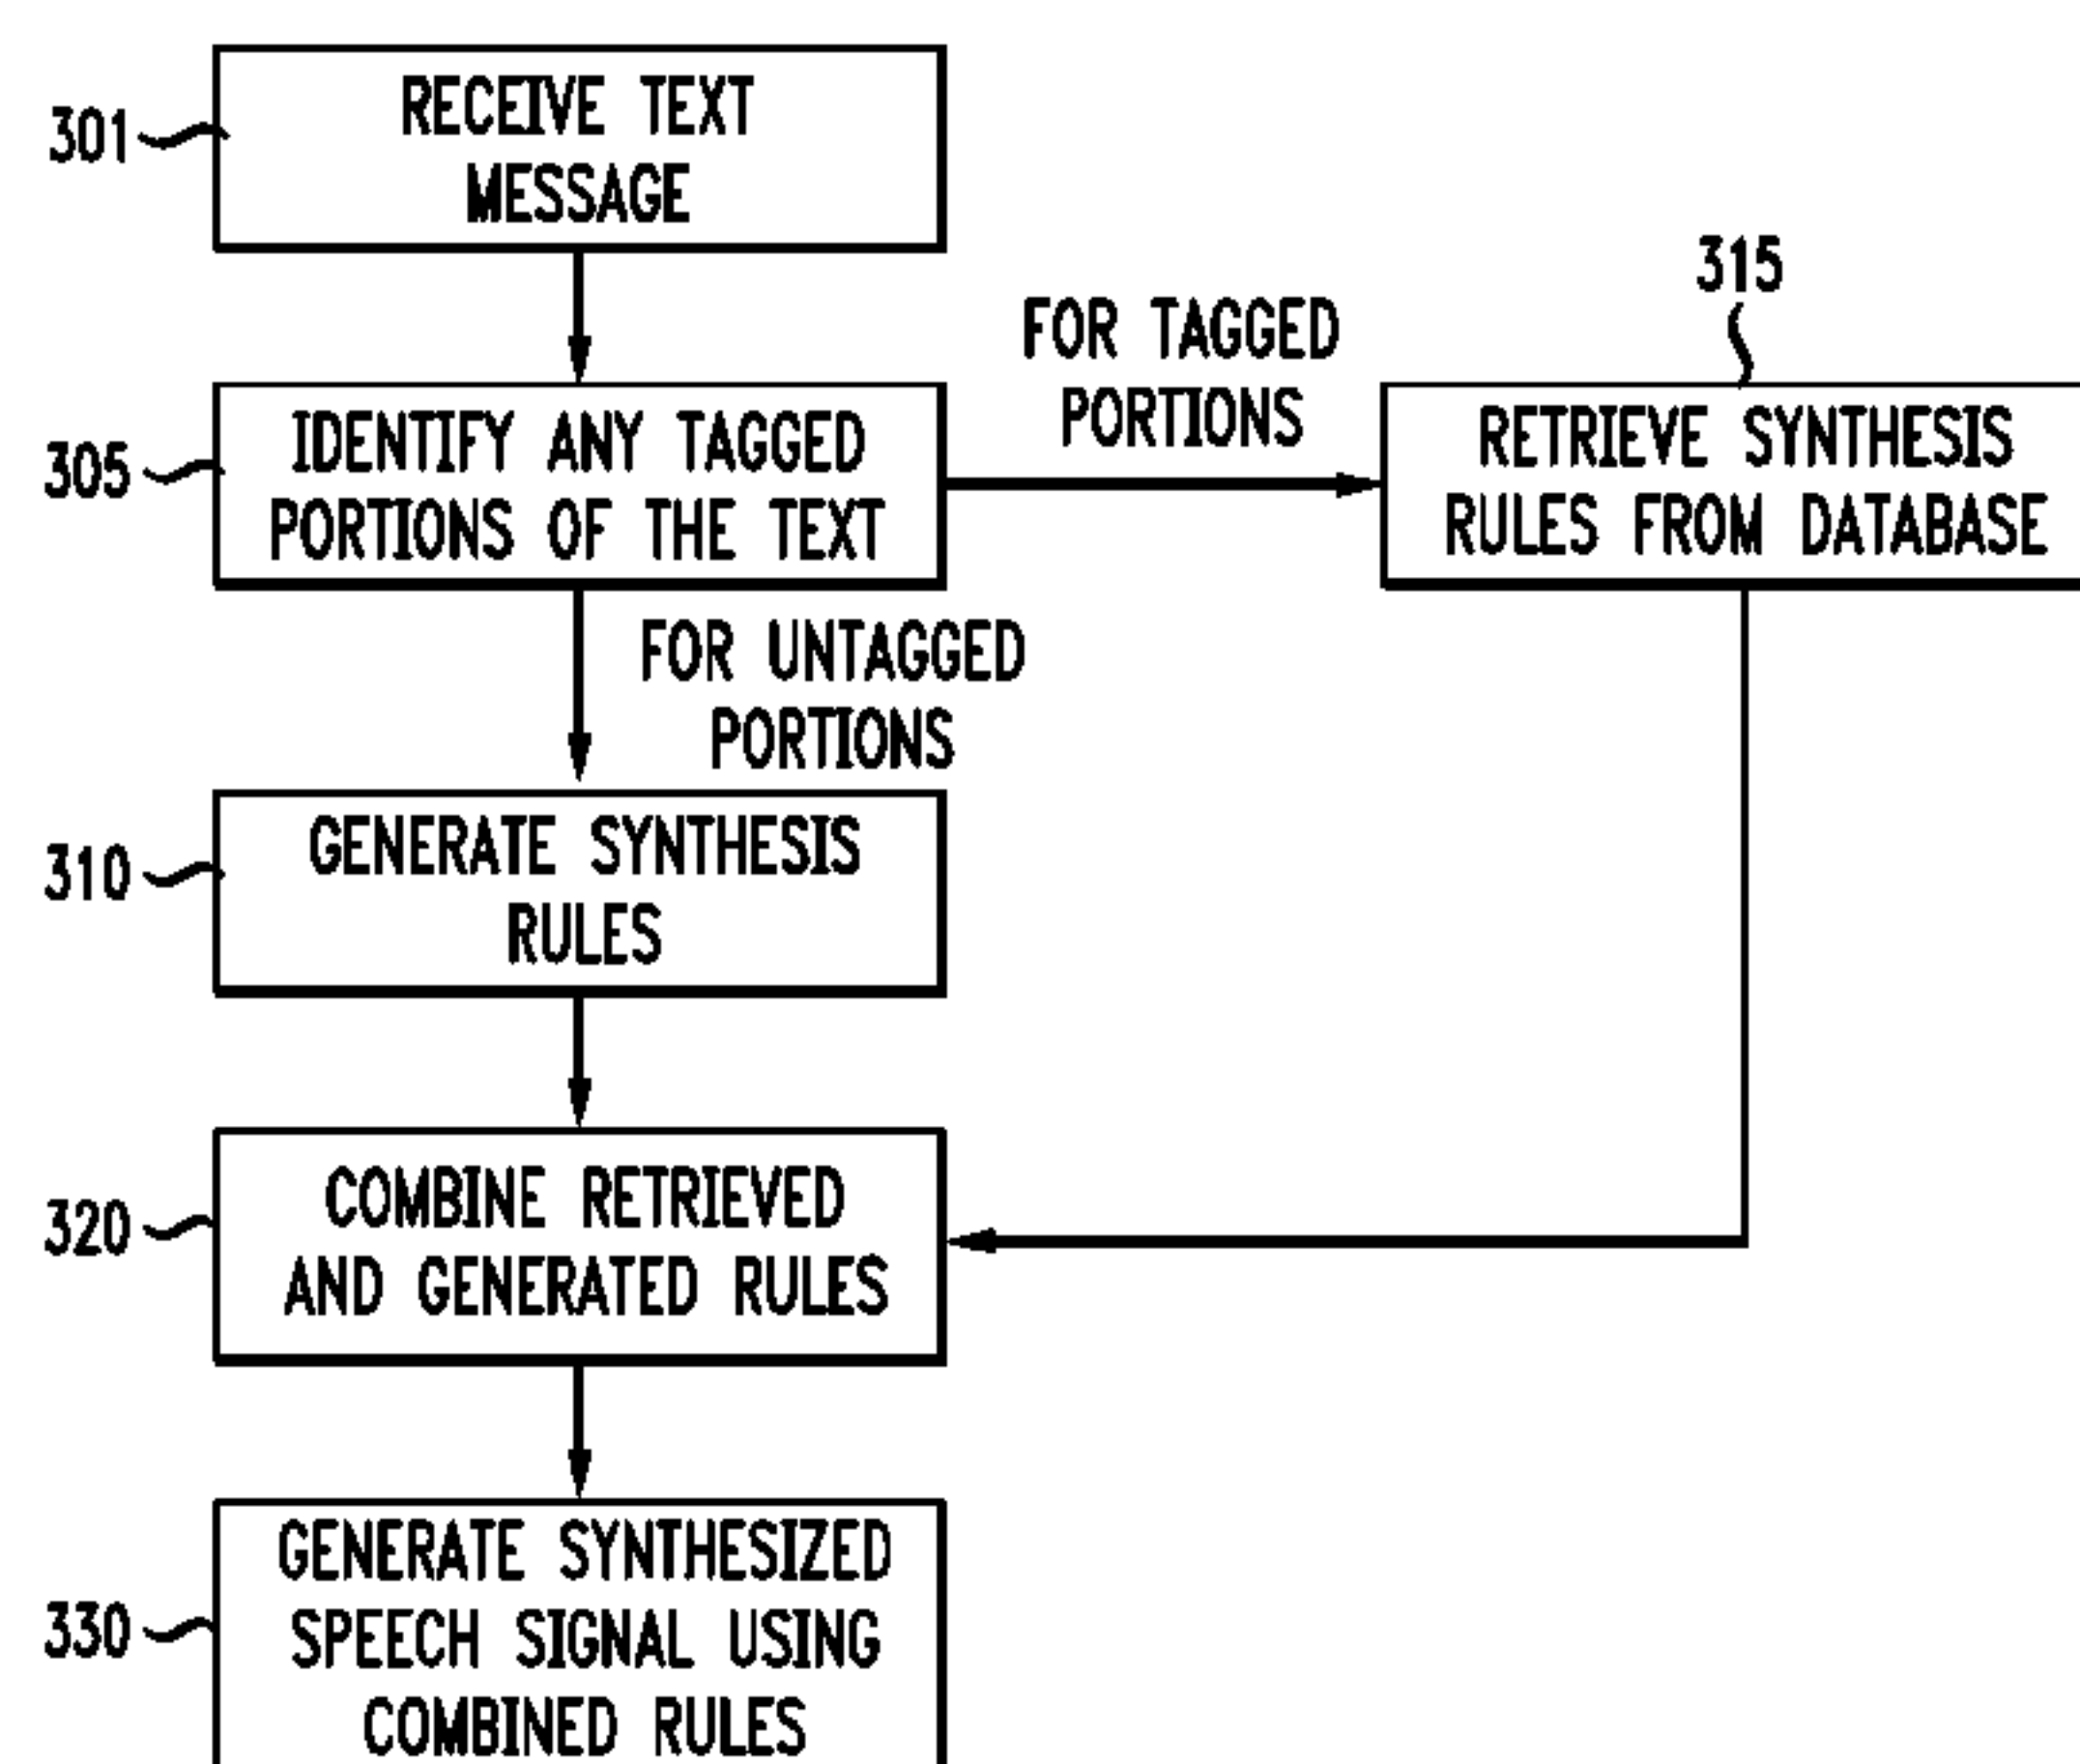 301
RECEIVE TEXT
MESSAGE
305
IDENTIFY ANY TAGGED
PORTIONS OF THE TEXT
FOR TAGGED
PORTIONS
315
RETRIEVE SYNTHESIS
RULES FROM DATABASE
FOR UNTAGGED
PORTIONS
310
GENERATE SYNTHESIS
RULES
320
COMBINE RETRIEVED
AND GENERATED RULES
330
GENERATE SYNTHESIZED
SPEECH SIGNAL USING
COMBINED RULES